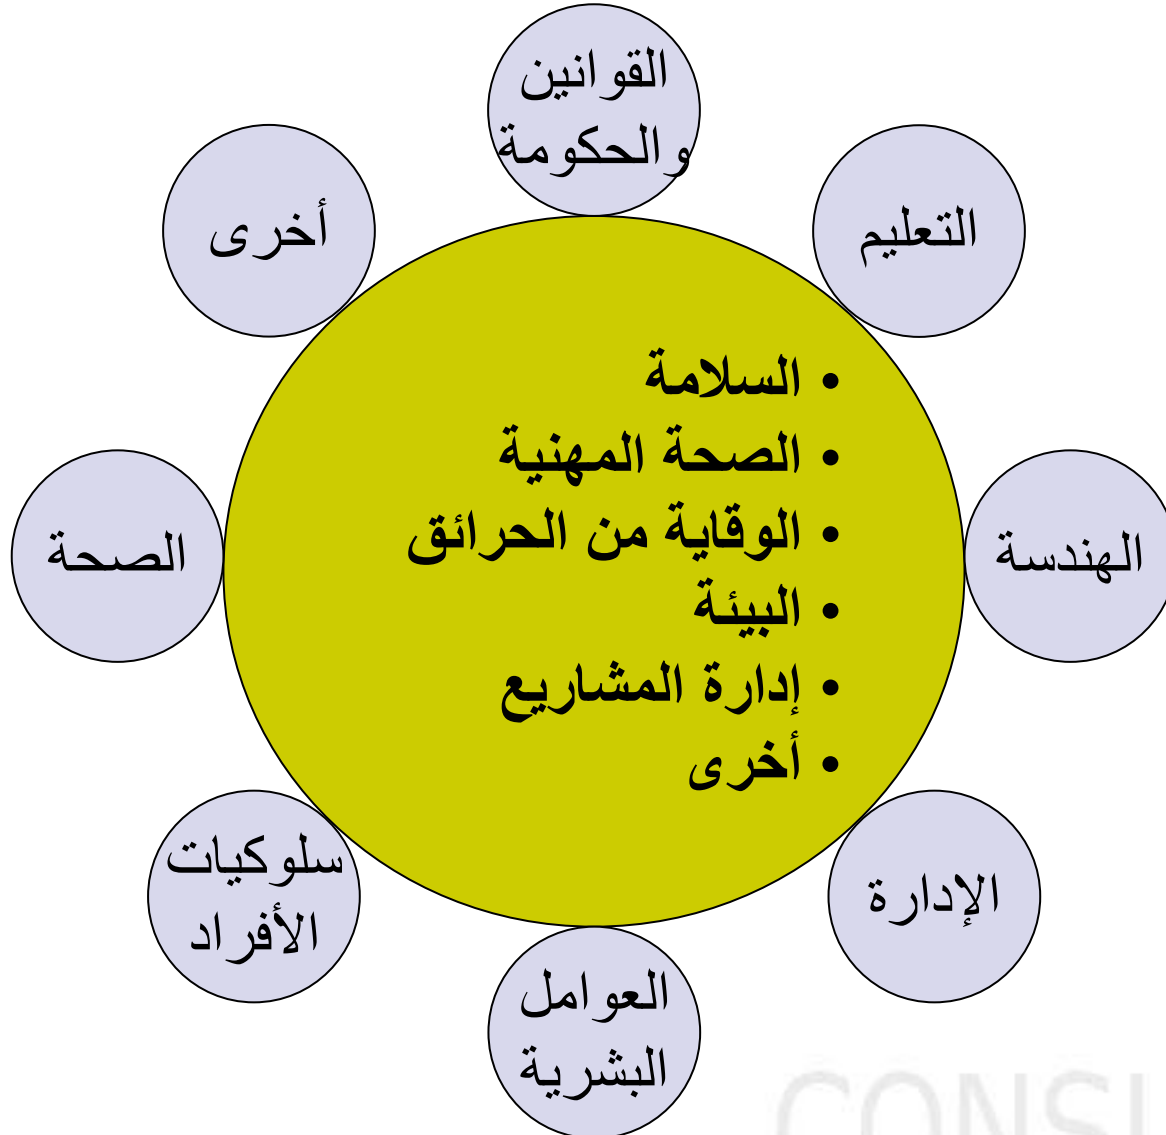 القوانين
والحكومة
أخرى
التعليم
• السلامة
• الصحة المهنية
• الوقاية من الحرائق
• البيئة
• إدارة المشاريع
• أخرى
الصحة
الهندسة
سلوكيات
الأفراد
الإدارة
العوامل
البشرية